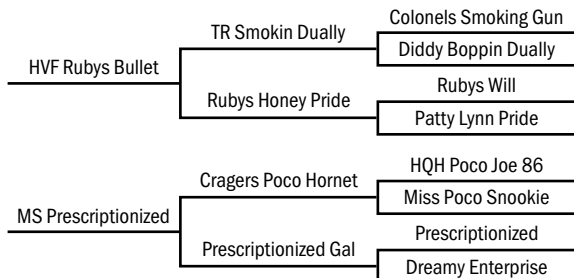 Colonels Smoking Gun
TR Smokin Dually
Diddy Boppin Dually
HVF Rubys Bullet
Rubys Will
Rubys Honey Pride
Patty Lynn Pride
HQH Poco Joe 86
Cragers Poco Hornet
Miss Poco Snookie
MS Prescriptionized
Prescriptionized
Prescriptionized Gal
Dreamy Enterprise